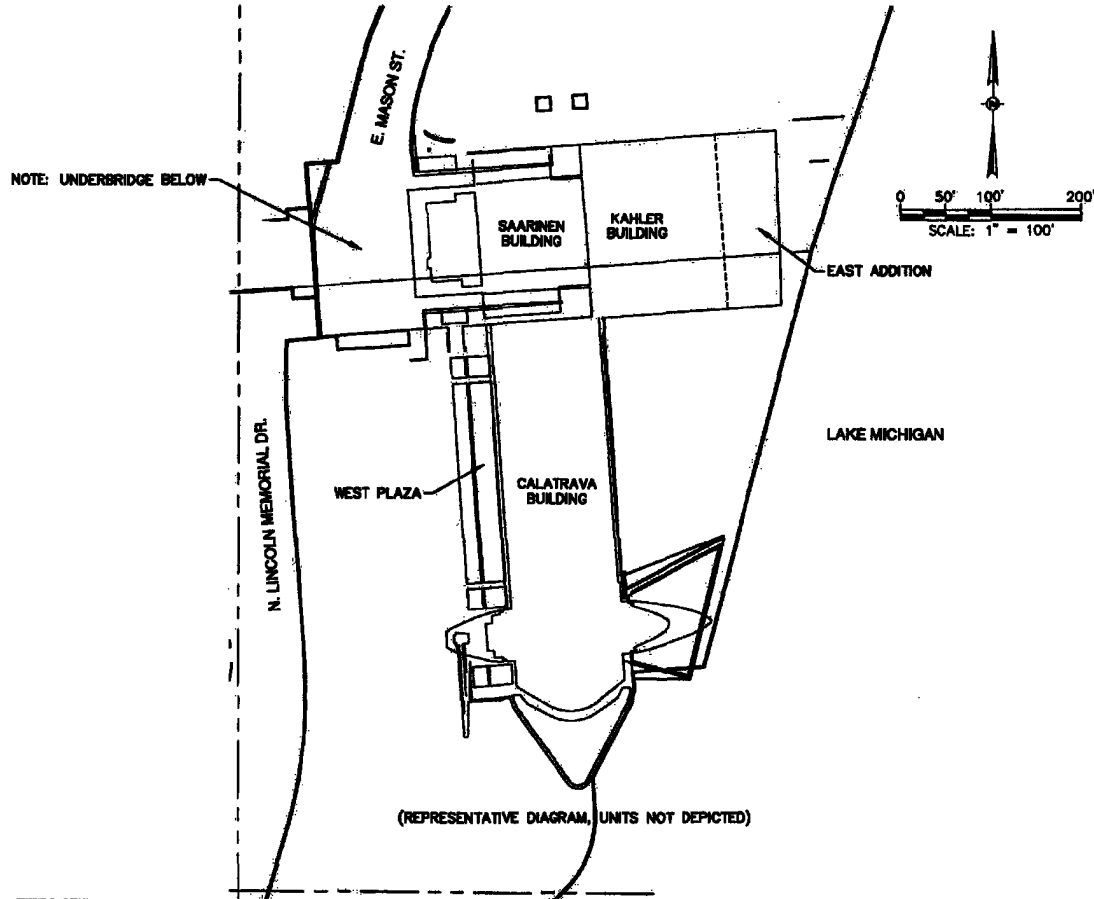 E. MASON ST.
N
NOTE: UNDERBRIDGE BELOW
0 50' 100' 200'
SCALE: 1" = 100'
SAARINEN
BUILDING
KAHLER
BUILDING
EAST ADDITION
N. LINCOLN MEMORIAL DR.
LAKE MICHIGAN
WEST PLAZA
CALATRAVA
BUILDING
(REPRESENTATIVE DIAGRAM, UNITS NOT DEPICTED)